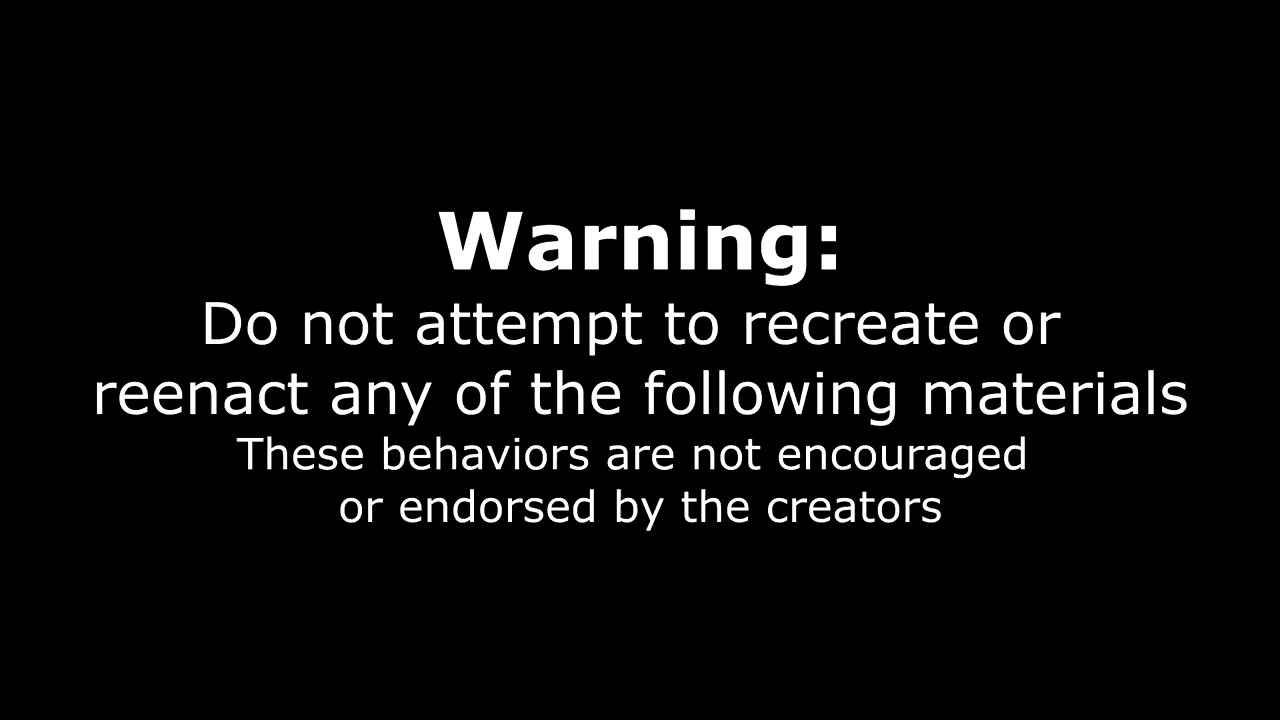 Warning:
Do not attempt to recreate or
reenact any of the following materials
These behaviors are not encouraged
or endorsed by the creators